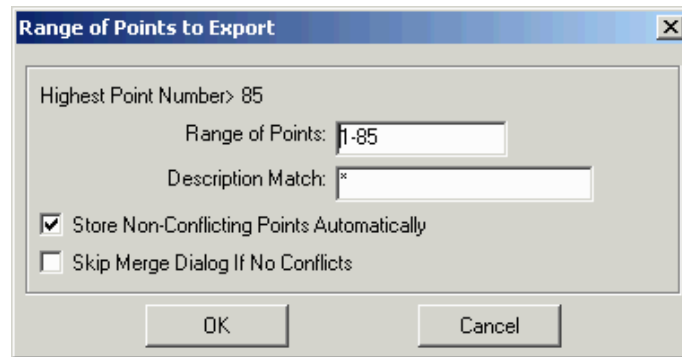 Range of Points to Export
Highest Point Number> 85
Range of Points: 1-85
Description Match: *
Store Non-Conflicting Points Automatically
Skip Merge Dialog If No Conflicts
OK Cancel